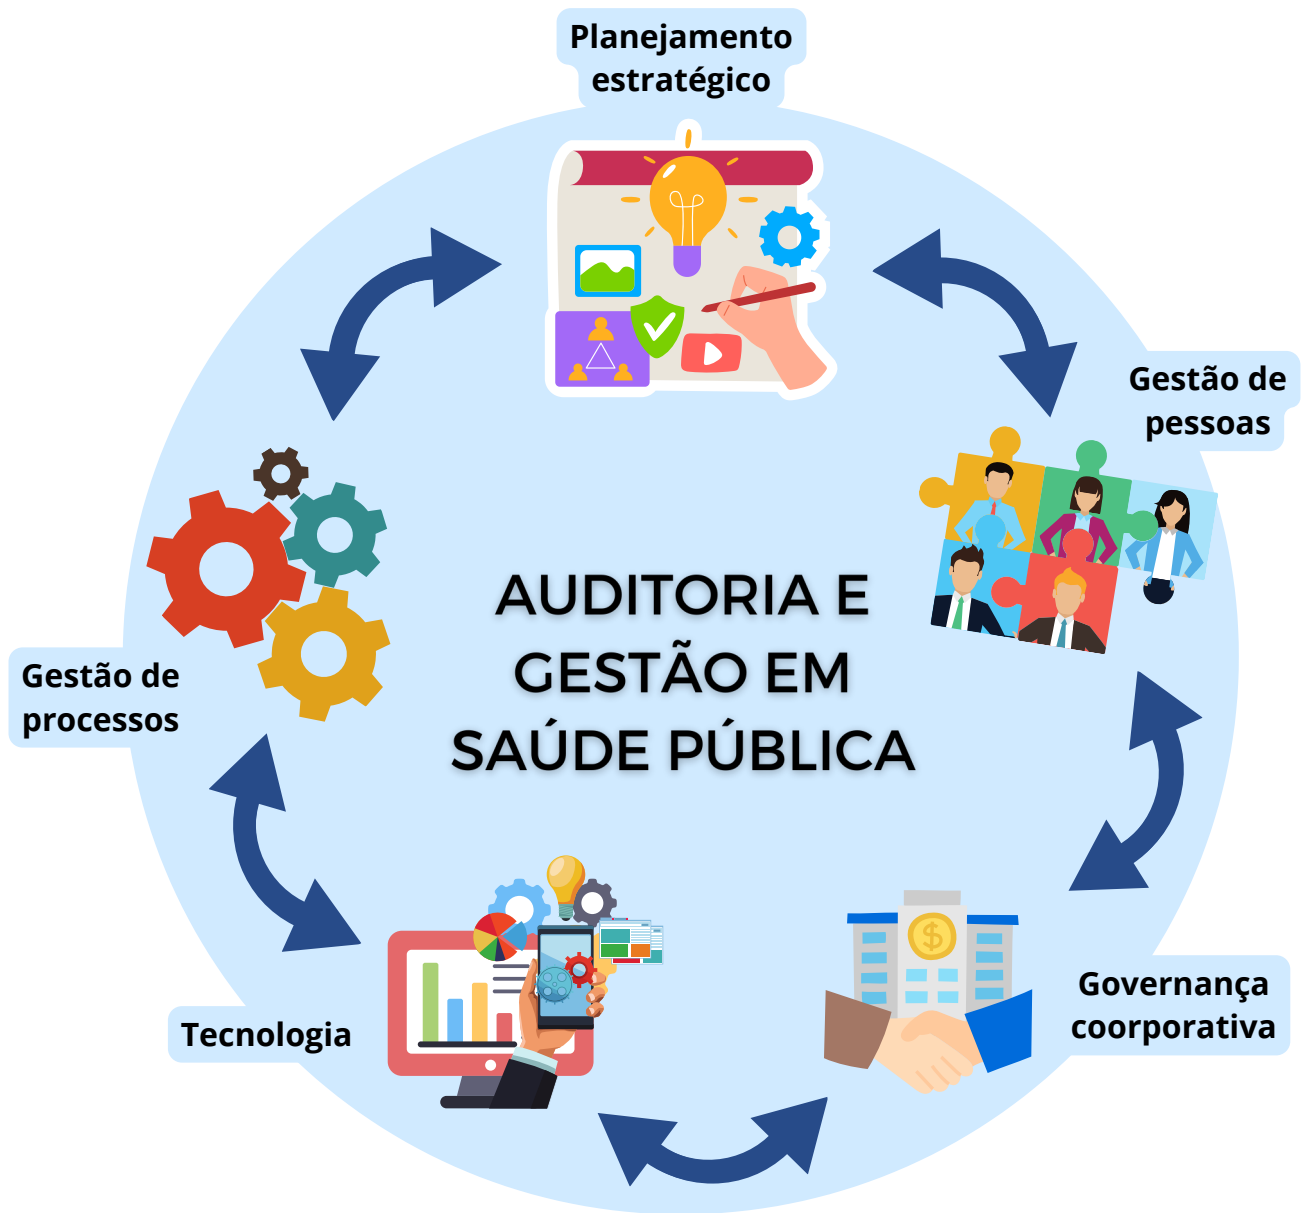 Planejamento
estratégico
Gestão de
pessoas
AUDITORIA E
GESTÃO EM
SAÚDE PÚBLICA
Gestão de
processos
Governança
coorporativa
Tecnologia